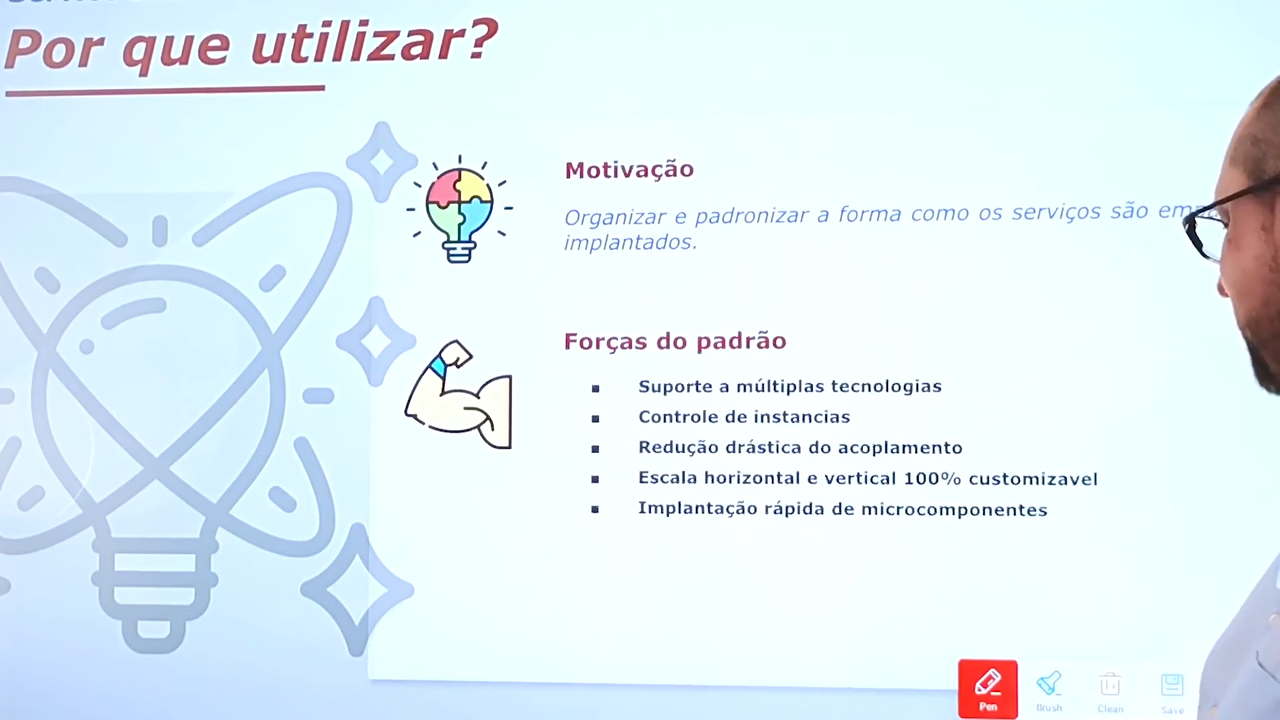 Por que utilizar?
Motivação
Organizar e padronizar a forma como os serviços são
implantados.
Forças do padrão
Suporte a múltiplas tecnologias
Controle de instancias
Redução drástica do acoplamento
Escala horizontal e vertical 100% customizavel
Implantação rápida de microcomponentes
Pen
Brush
Clean
Save